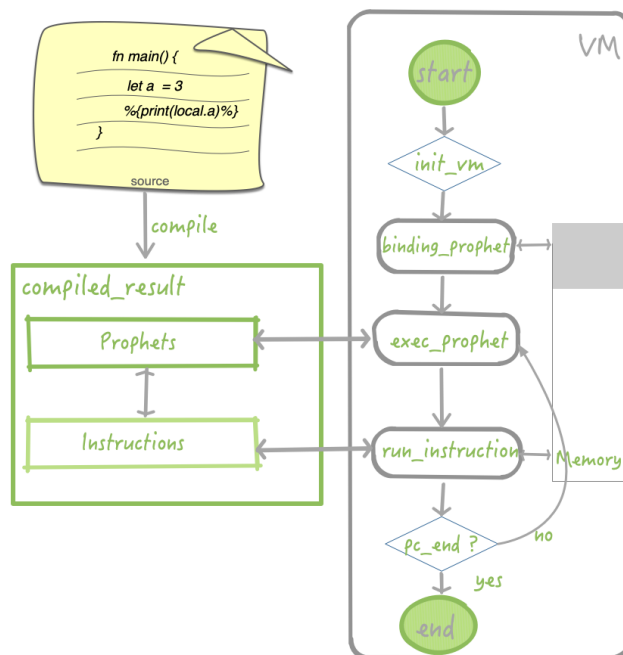 fn main() {
let a = 3
%{print(local.a)%}
}
source
compile
compiled_result
Prophets
Instructions
VM
start
init_vm
binding_prophet
exec_prophet
run_instruction
Memory
pc_end ?
no
yes
end